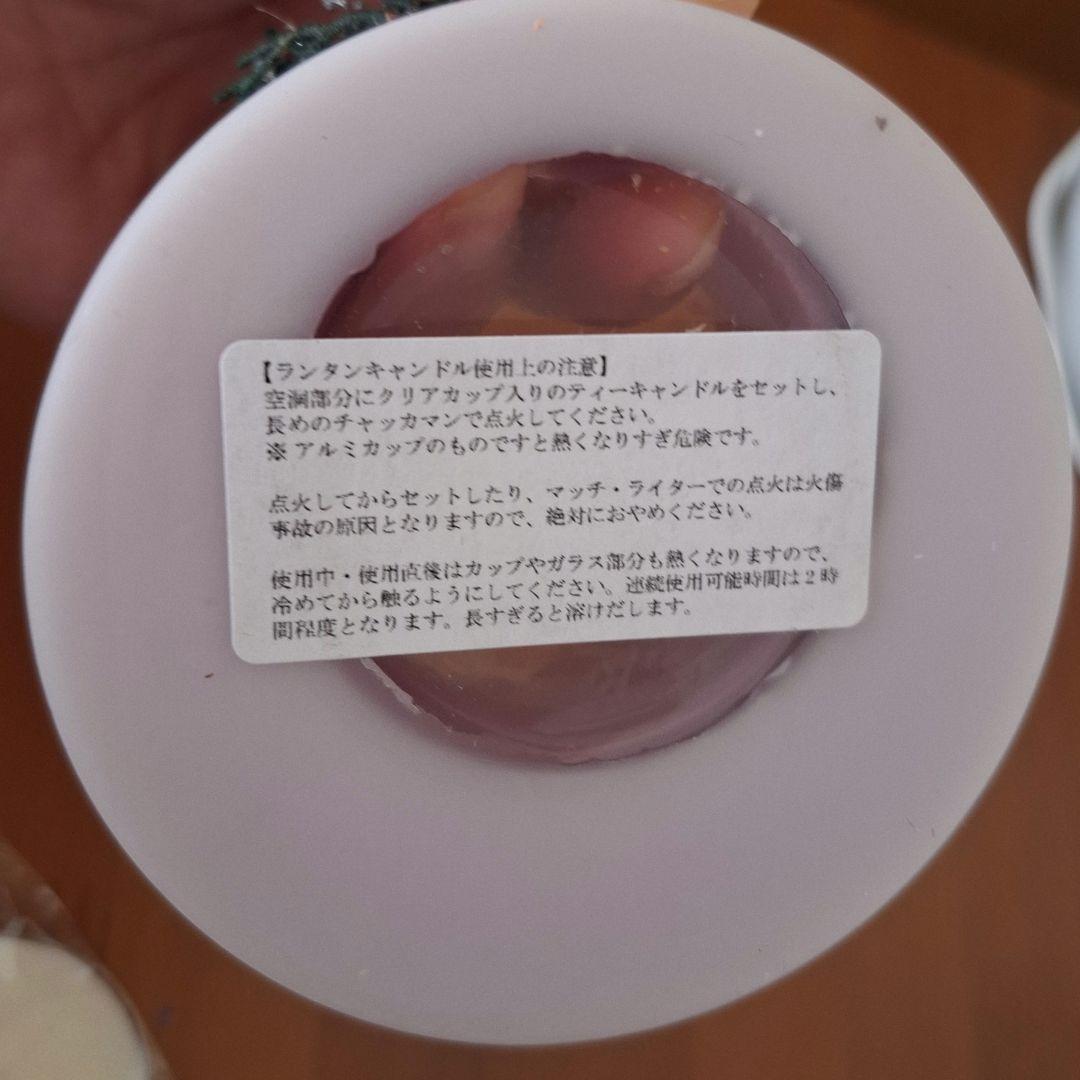 【ランタンキャンドル使用上の注意】
空洞部分にクリアカップ入りのティーキャンドルをセットし、
長めのチャッカマンで点火してください。
※アルミカップのものですと熱くなりすぎ危険です。
点火してからセットしたり、マッチ・ライターでの点火は火傷
事故の原因となりますので、絶対におやめください。
使用中・使用直後はカップやガラス部分も熱くなりますので、
冷めてから触るようにしてください。連続使用可能時間は2時
間程度となります。長すぎると溶けだします。